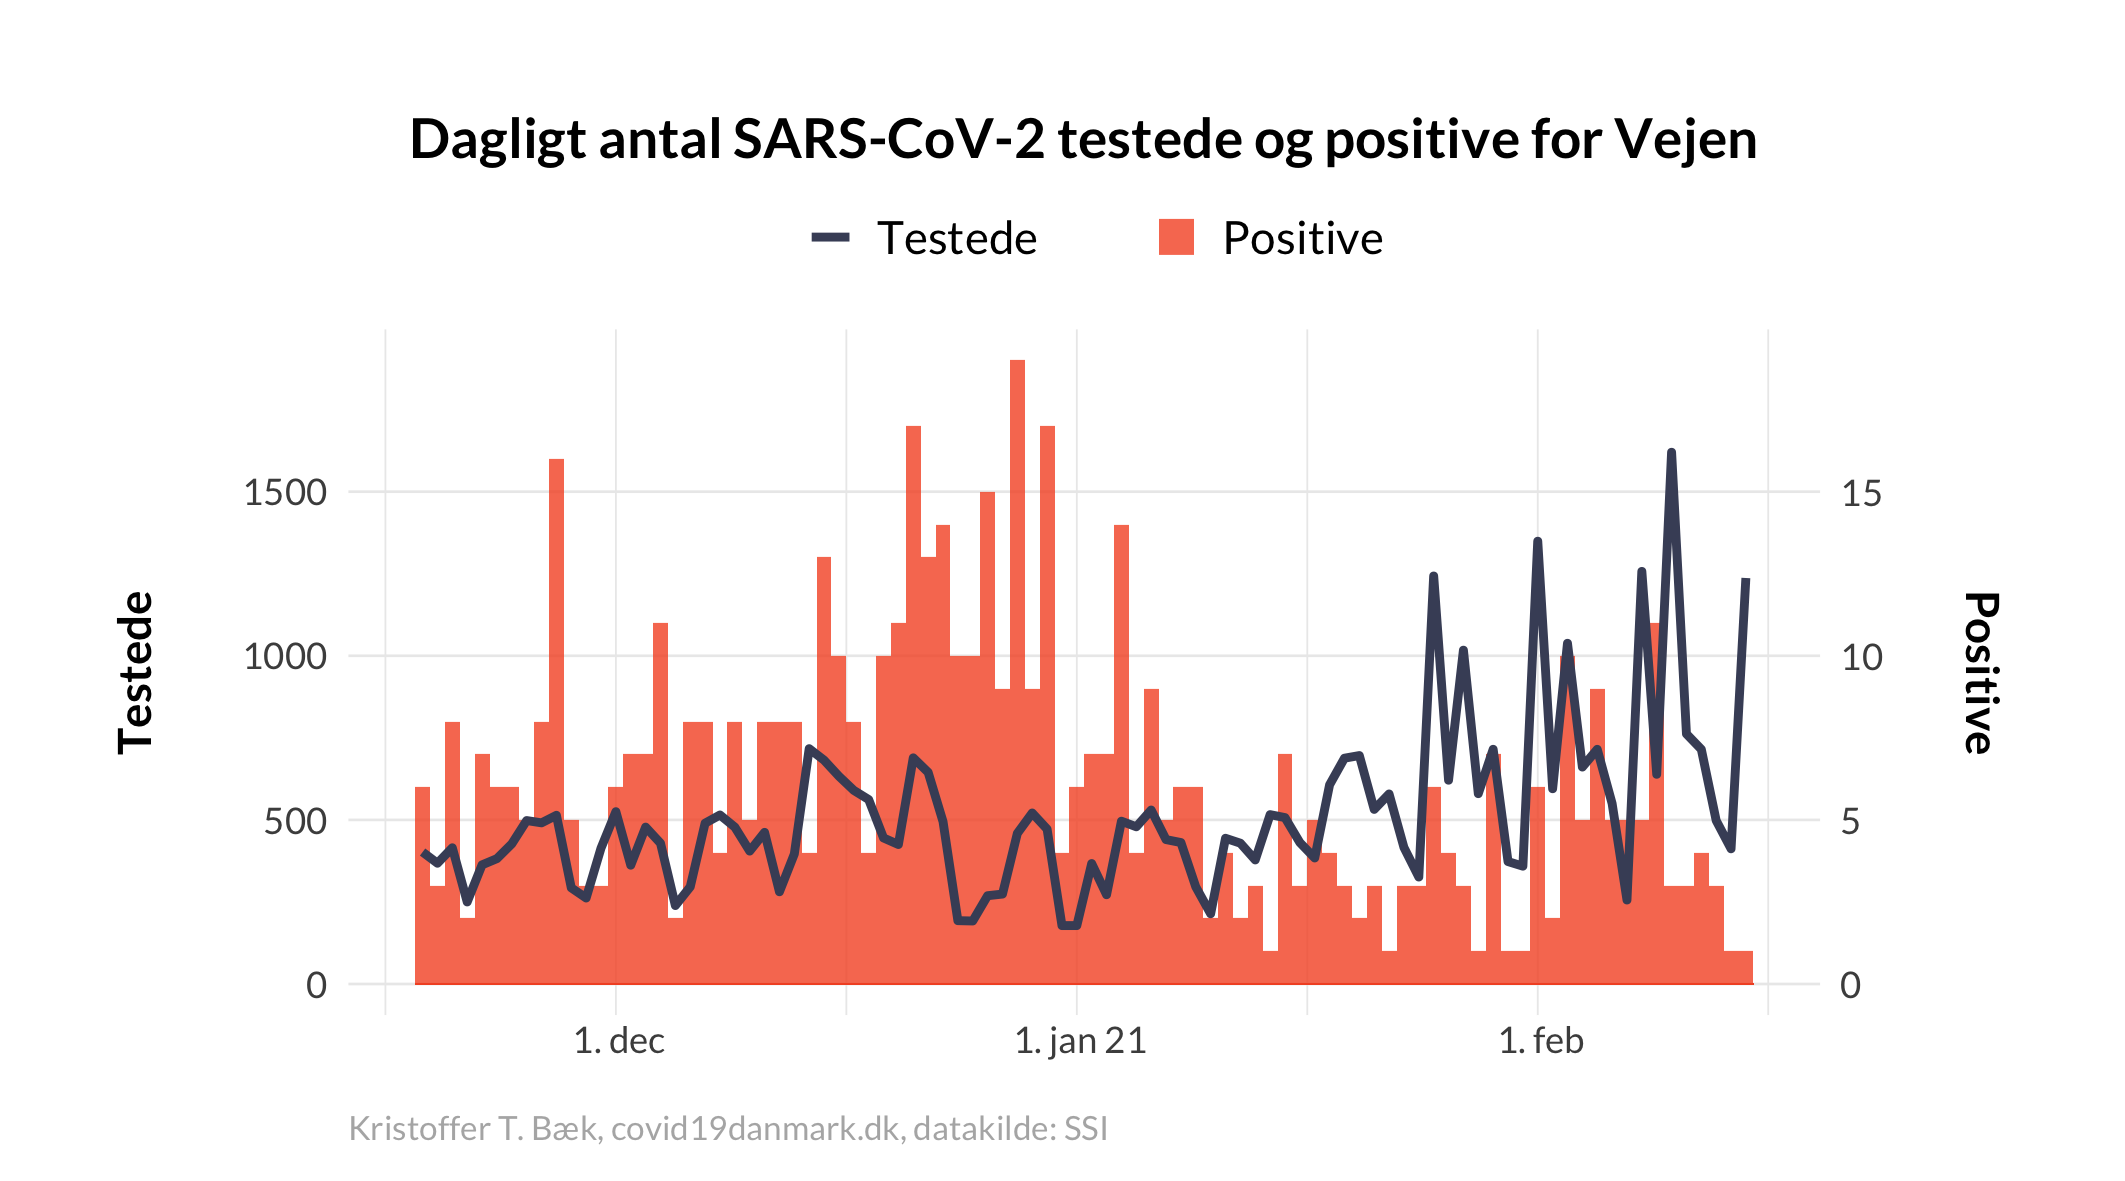 Dagligt antal SARS-CoV-2 testede og positive for Vejen
Testede
Positive
Testede
1500
1000
500
0
15
10
5
0
Positive
1. dec
1. jan 21
1. feb
Kristoffer T. Bæk, covid19danmark.dk, datakilde: SSI